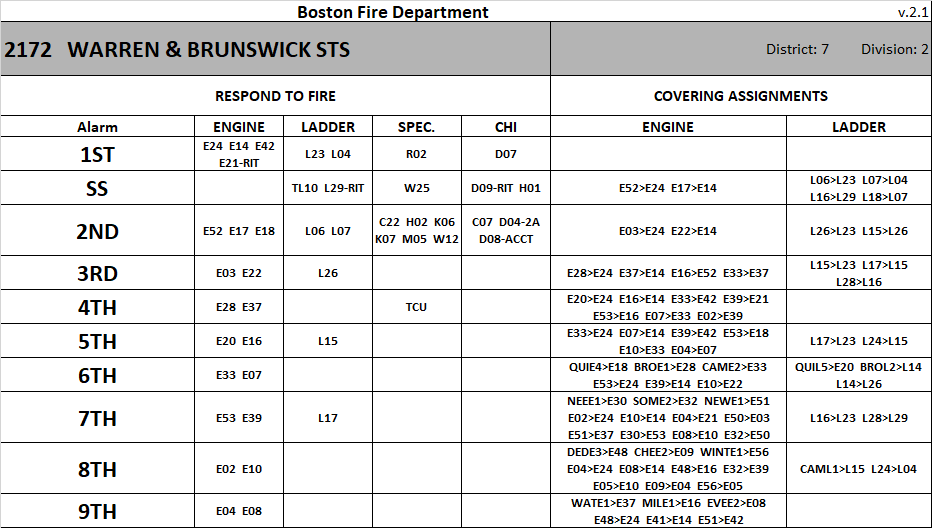 Boston Fire Department v.2.1
2172 WARREN & BRUNSWICK STS District: 7 Division: 2
RESPOND TO FIRE COVERING ASSIGNMENTS
Alarm ENGINE LADDER SPEC. CHI ENGINE LADDER
1ST E24 E14 E42 E21-RIT L23 L04 R02 D07
SS TL10 L29-RIT W25 D09-RIT H01 E52>E24 E17>E14 L06>L23 L07>L04 L16>L29 L18>L07
2ND E52 E17 E18 L06 L07 C22 H02 K06 K07 M05 W12 C07 D04-2A D08-ACCT E03>E24 E22>E14 L26>L23 L15>L26
3RD E03 E22 L26 E28>E24 E37>E14 E16>E52 E33>E37 L15>L23 L17>L15 L28>L16
4TH E28 E37 TCU E20>E24 E16>E14 E33>E42 E39>E21 E53>E16 E07>E33 E02>E39
5TH E20 E16 L15 E33>E24 E07>E14 E39>E42 E53>E18 E10>E33 E04>E07 L17>L23 L24>L15
6TH E33 E07 QUIE4>E18 BROE1>E28 CAME2>E33 E53>E24 E39>E14 E10>E22 QUIL5>E20 BROL2>L14 L14>L26
7TH E53 E39 L17 NEEE1>E30 SOME2>E32 NEWE1>E51 E02>E24 E10>E14 E04>E21 E50>E03 E51>E37 E30>E53 E08>E10 E32>E50 L16>L23 L28>L29
8TH E02 E10 DEDE3>E48 CHEE2>E09 WINTE1>E56 E04>E24 E08>E14 E48>E16 E32>E39 E05>E10 E09>E04 E56>E05 CAML1>L15 L24>L04
9TH E04 E08 WATE1>E37 MILE1>E16 EVEE2>E08 E48>E24 E41>E14 E51>E42